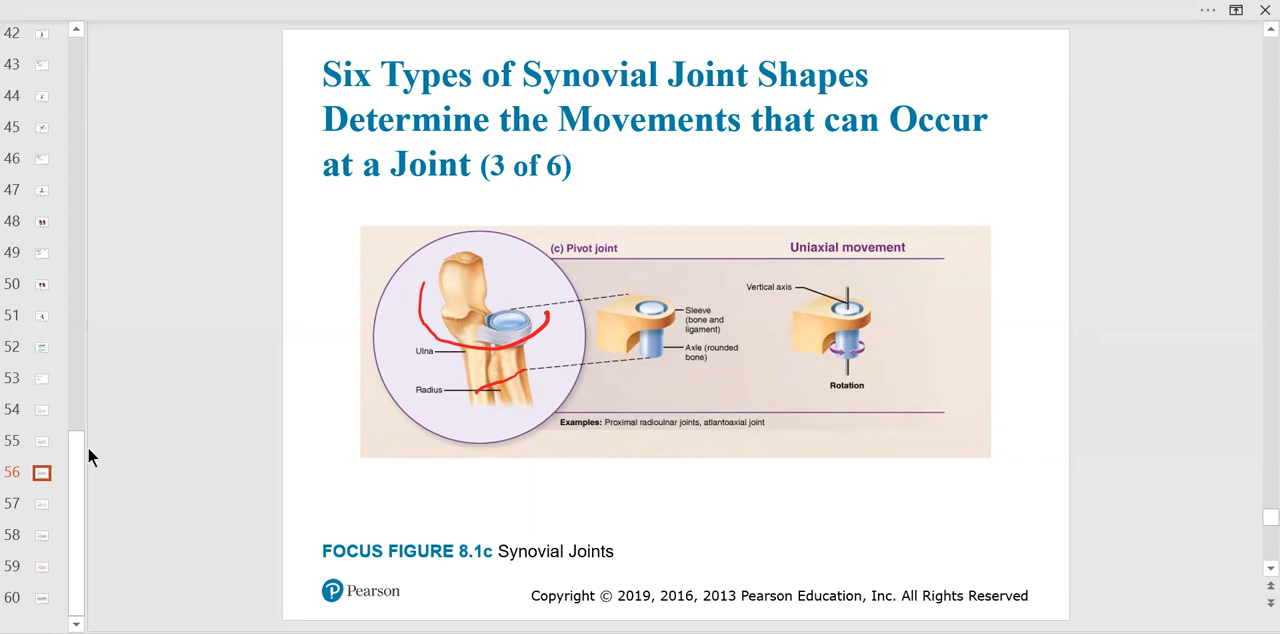 42
43
44
45
46
47
48
49
50
51
52
53
54
55
56
57
58
59
60
Six Types of Synovial Joint Shapes
Determine the Movements that can Occur
at a Joint (3 of 6)
(c) Pivot joint
Uniaxial movement
Vertical axis
Sleeve
(bone and
ligament)
Axle (rounded
bone)
Ulna
Radius
Rotation
Examples: Proximal radioulnar joints, atlantoaxial joint
FOCUS FIGURE 8.1c Synovial Joints
Pearson
Copyright © 2019, 2016, 2013 Pearson Education, Inc. All Rights Reserved